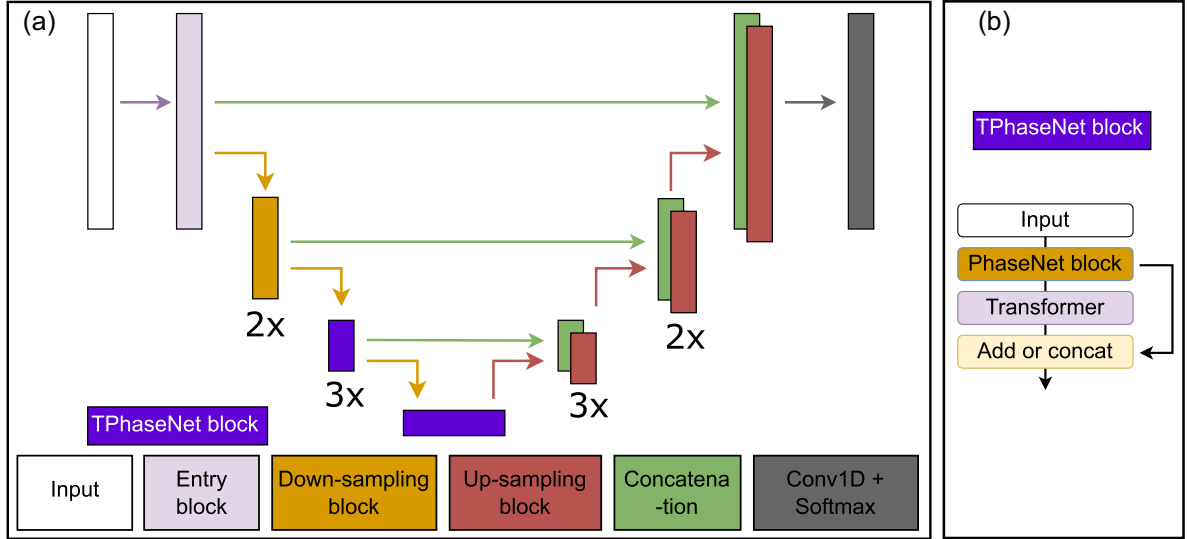 (a)
2x
3x
2x
3x
TPhaseNet block
Input
Entry
block
Down-sampling
block
Up-sampling
block
Concatena
-tion
Conv1D +
Softmax
(b)
TPhaseNet block
Input
PhaseNet block
Transformer
Add or concat